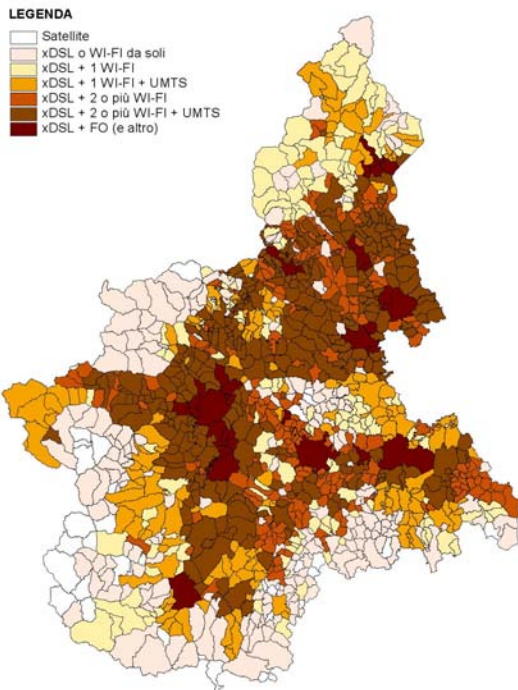 LEGENDA
Satellite
xDSL o WI-FI da soli
xDSL + 1 WI-FI
xDSL + 1 WI-FI + UMTS
xDSL + 2 o più WI-FI
xDSL + 2 o più WI-FI + UMTS
xDSL + FO (e altro)